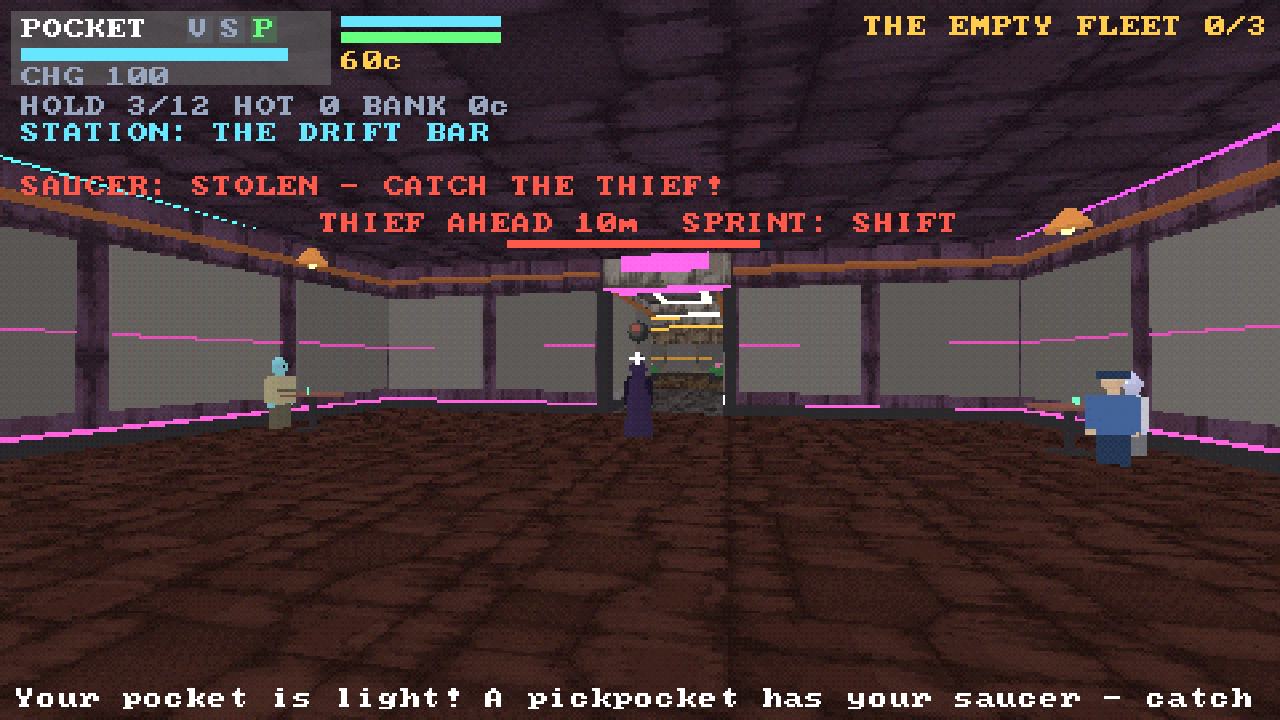 POCKET V S P
CHG 100
60c
THE EMPTY FLEET 0/3
HOLD 3/12 HOT 0 BANK 0c
STATION: THE DRIFT BAR
SAUCER: STOLEN - CATCH THE THIEF!
THIEF AHEAD 10m SPRINT: SHIFT
Your pocket is light! A pickpocket has your saucer - catch